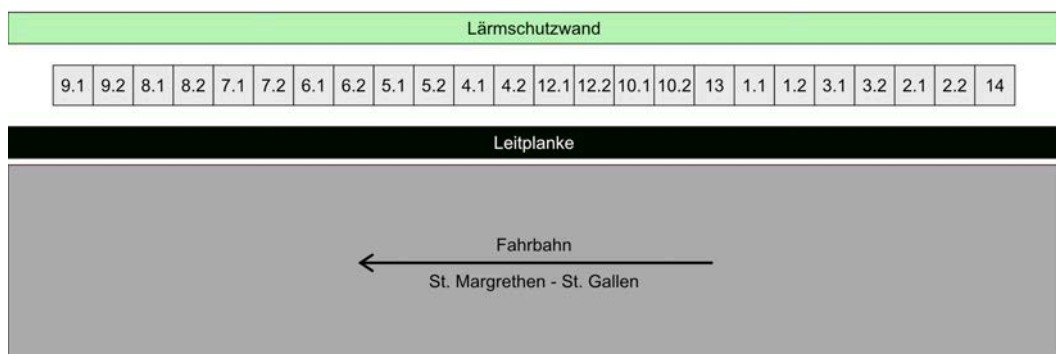 Lärmschutzwand
9.1 9.2 8.1 8.2 7.1 7.2 6.1 6.2 5.1 5.2 4.1 4.2 12.1 12.2 10.1 10.2 13 1.1 1.2 3.1 3.2 2.1 2.2 14
Leitplanke
Fahrbahn
St. Margrethen - St. Gallen